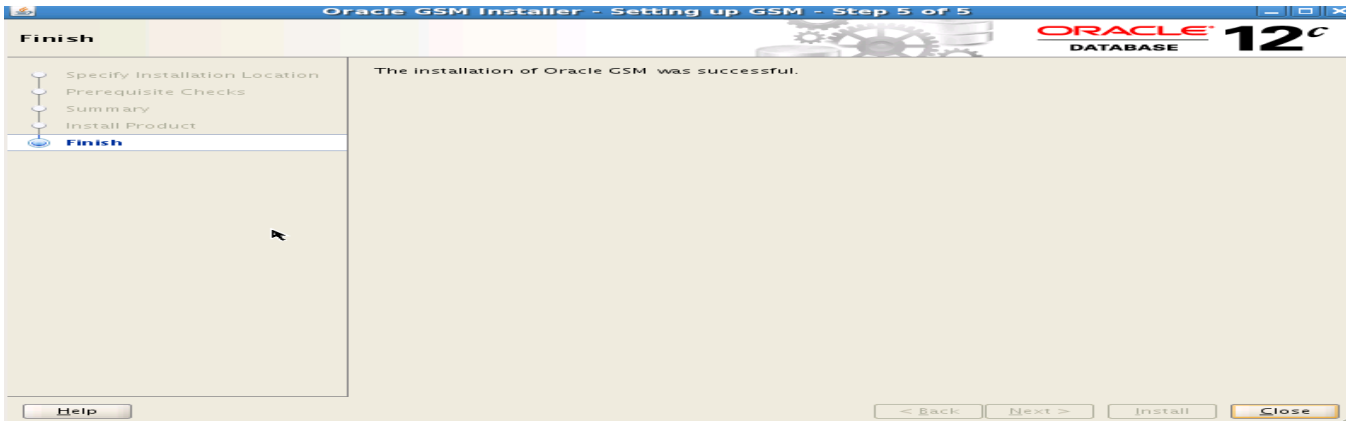 Oracle GSM Installer - Setting up GSM - Step 5 of 5
Finish
ORACLE
DATABASE
12c
Specify Installation Location
Prerequisite Checks
Summary
Install Product
Finish
The installation of Oracle GSM was successful.
Help
< Back
Next >
Install
Close